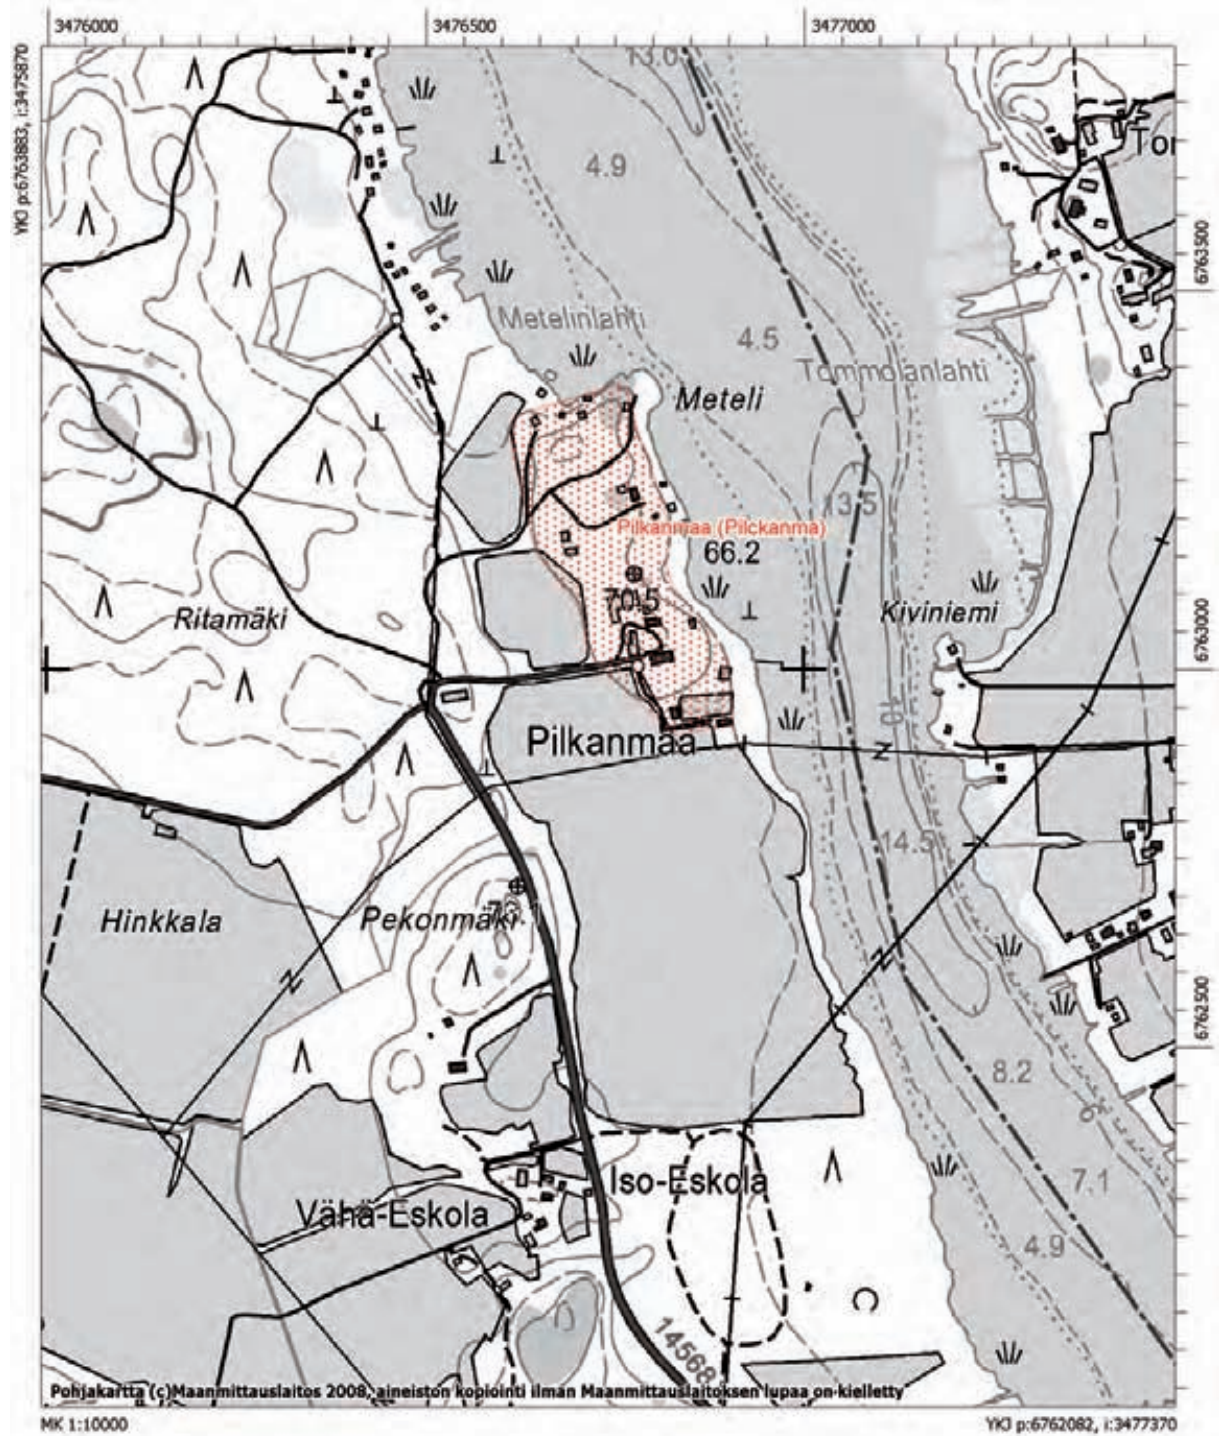 3476000 3476500 3477000
YKJ p:6763883, i:3475870
13.0
Tor
4.9
6763500
Metelinlahti
4.5
Tommolanlahti
Meteli
13.5
Pilkanmaa (Pilckanma)
66.2
70.5
Ritamäki
Kiviniemi
6763000
10
Pilkanmaa
14.5
Hinkkala
Pekonmäki
6762500
8.2
6
7.1
Iso-Eskola
Vähä-Eskola
4.9
14568
Pohjakartta (c)Maanmittauslaitos 2008, aineiston kopiointi ilman Maanmittauslaitoksen lupaa on kielletty
MK 1:10000
YKJ p:6762082, i:3477370